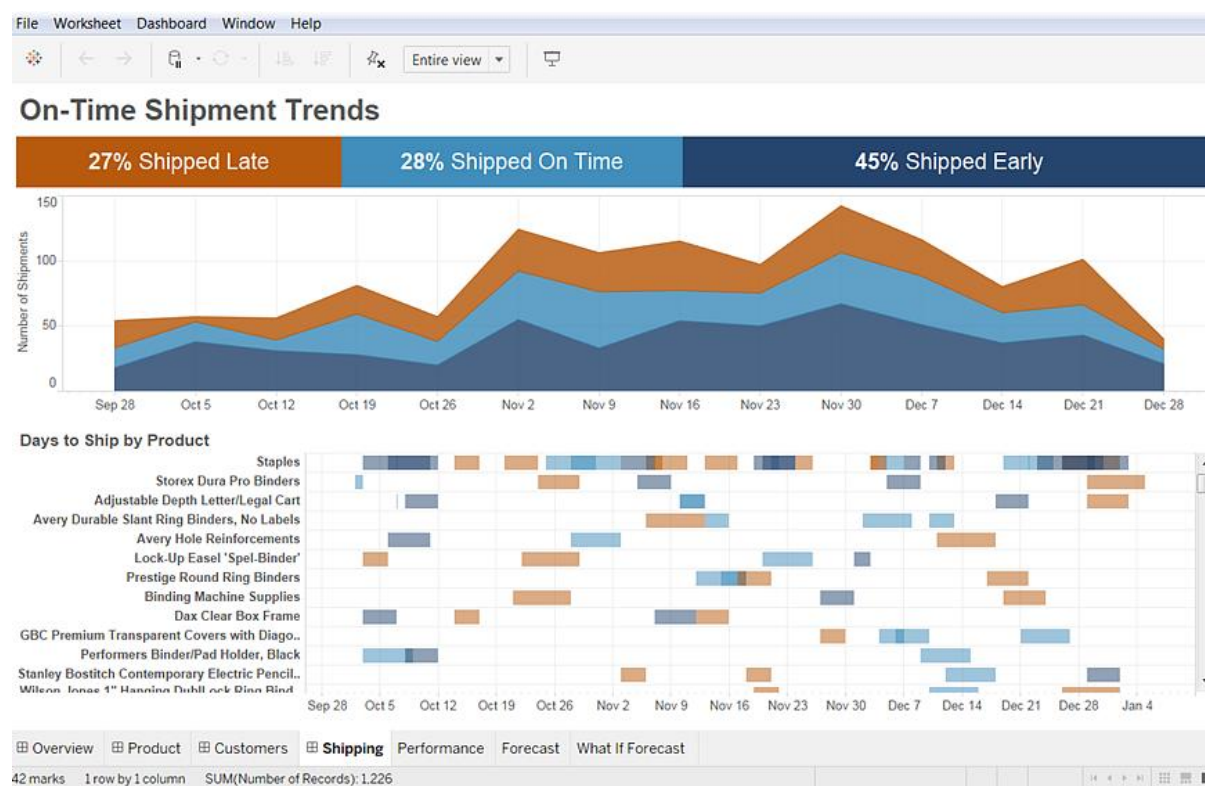 File Worksheet Dashboard Window Help
Entire view
On-Time Shipment Trends
27% Shipped Late 28% Shipped On Time 45% Shipped Early
Number of Shipments
150
100
50
0
Sep 28 Oct 5 Oct 12 Oct 19 Oct 26 Nov 2 Nov 9 Nov 16 Nov 23 Nov 30 Dec 7 Dec 14 Dec 21 Dec 28
Days to Ship by Product
Staples
Storex Dura Pro Binders
Adjustable Depth Letter/Legal Cart
Avery Durable Slant Ring Binders, No Labels
Avery Hole Reinforcements
Lock-Up Easel 'Spel-Binder'
Prestige Round Ring Binders
Binding Machine Supplies
Dax Clear Box Frame
GBC Premium Transparent Covers with Diago..
Performers Binder/Pad Holder, Black
Stanley Bostitch Contemporary Electric Pencil..
Wilson Jones 1" Hanging DublLock Ring Bind..
Sep 28 Oct 5 Oct 12 Oct 19 Oct 26 Nov 2 Nov 9 Nov 16 Nov 23 Nov 30 Dec 7 Dec 14 Dec 21 Dec 28 Jan 4
Overview Product Customers Shipping Performance Forecast What If Forecast
42 marks 1 row by 1 column SUM(Number of Records): 1,226